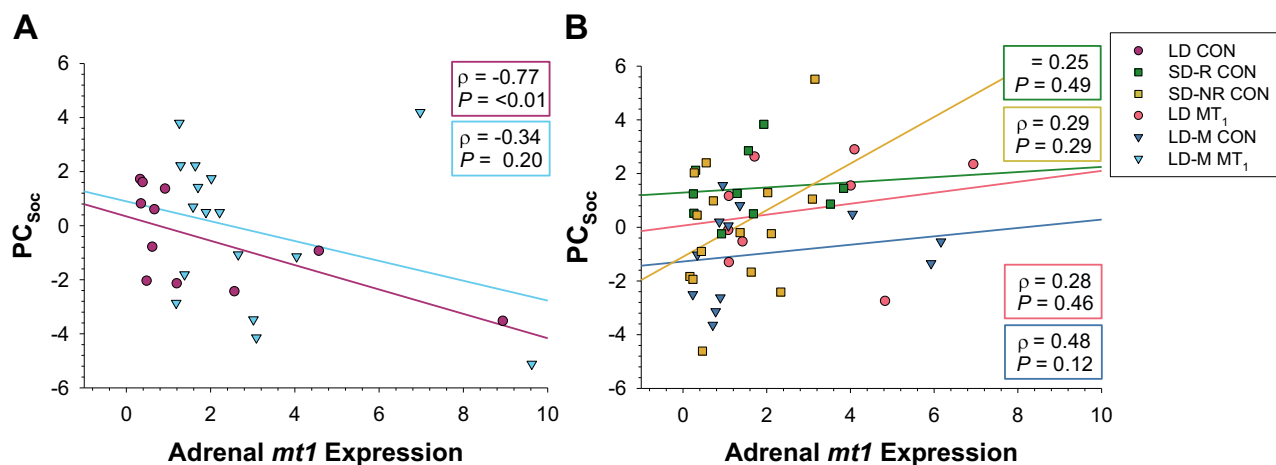 A
B
6
4
2
0
-2
-4
-6
PCSoc
0
2
4
6
8
10
Adrenal mt1 Expression
ρ = -0.77
P = <0.01
ρ = -0.34
P = 0.20
6
4
2
0
-2
-4
-6
PCSoc
0
2
4
6
8
10
Adrenal mt1 Expression
= 0.25
P = 0.49
ρ = 0.29
P = 0.29
ρ = 0.28
P = 0.46
ρ = 0.48
P = 0.12
LD CON
SD-R CON
SD-NR CON
LD MT1
LD-M CON
LD-M MT1